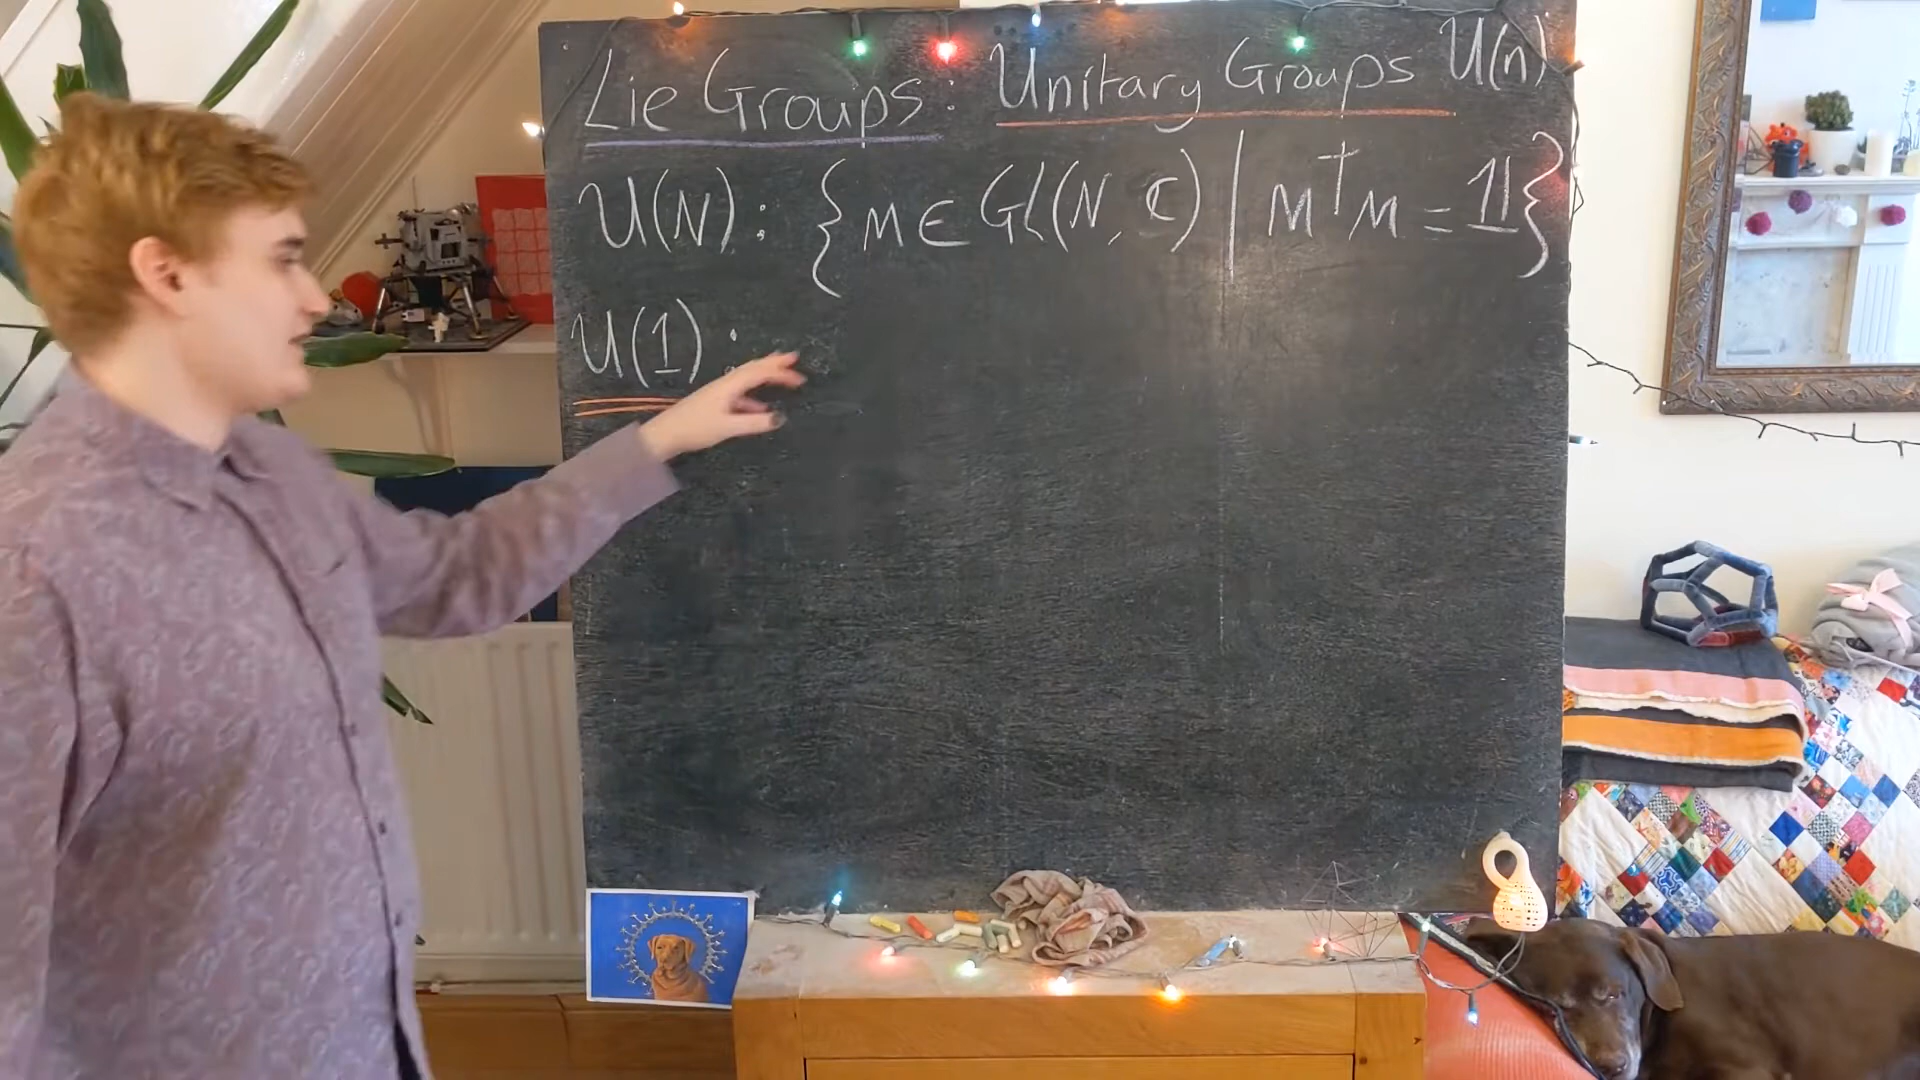 Lie Groups: Unitary Groups U(n)
U(N): {M ∈ GL(N, ℂ) | M†M = 𝟙}
U(1):